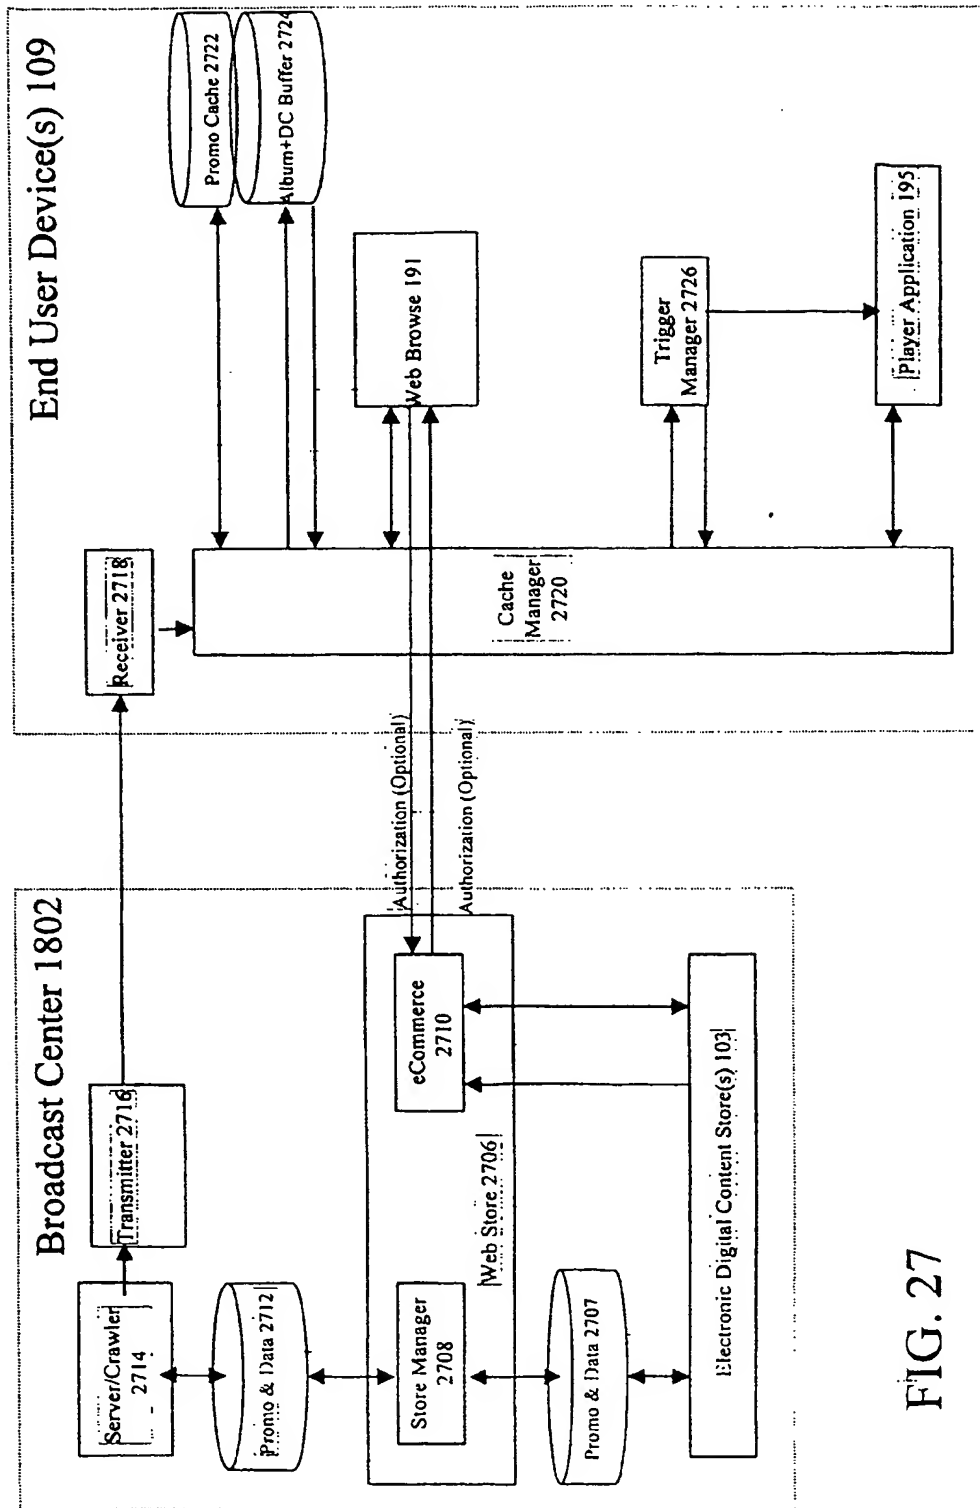 Broadcast Center 1802
End User Device(s) 109
Server/Crawler
2714
Transmitter 2716
Receiver 2718
Promo & Data 2712
Promo Cache 2722
Album+DC Buffer 2724
Store Manager
2708
eCommerce
2710
Web Store 2706
Authorization (Optional)
Authorization (Optional)
Cache
Manager
2720
Web Browse 191
Promo & Data 2707
Trigger
Manager 2726
Electronic Digital Content Store(s) 103
Player Application 195
FIG. 27